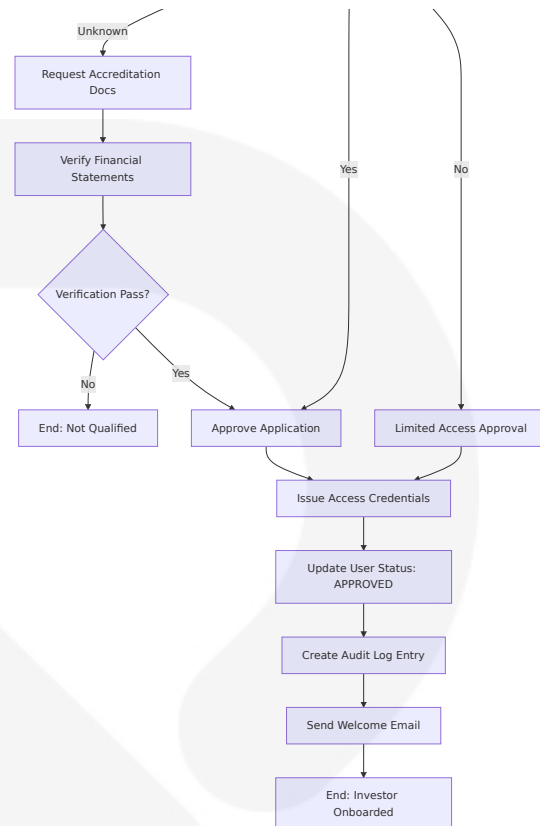 Unknown
Request Accreditation
Docs
Verify Financial
Statements
Yes
No
Verification Pass?
Yes
No
End: Not Qualified
Approve Application
Limited Access Approval
Issue Access Credentials
Update User Status:
APPROVED
Create Audit Log Entry
Send Welcome Email
End: Investor
Onboarded